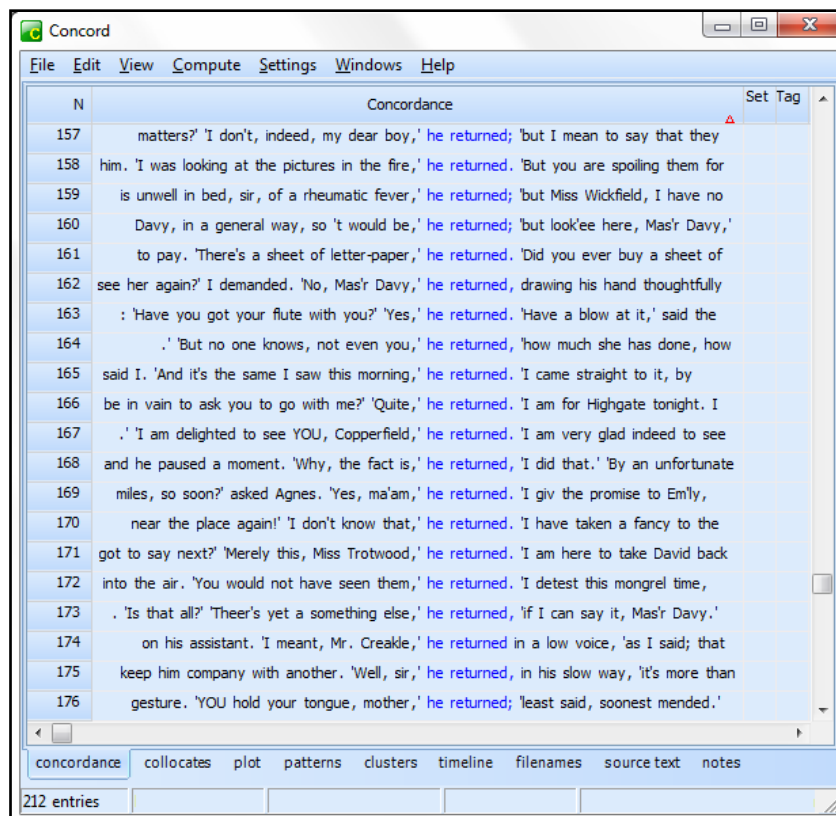 Concord
File Edit View Compute Settings Windows Help
N Concordance Set Tag
157 matters?' 'I don't, indeed, my dear boy,' he returned; 'but I mean to say that they
158 him. 'I was looking at the pictures in the fire,' he returned. 'But you are spoiling them for
159 is unwell in bed, sir, of a rheumatic fever,' he returned; 'but Miss Wickfield, I have no
160 Davy, in a general way, so 't would be,' he returned; 'but look'ee here, Mas'r Davy,'
161 to pay. 'There's a sheet of letter-paper,' he returned. 'Did you ever buy a sheet of
162 see her again?' I demanded. 'No, Mas'r Davy,' he returned, drawing his hand thoughtfully
163 : 'Have you got your flute with you?' 'Yes,' he returned. 'Have a blow at it,' said the
164 .' 'But no one knows, not even you,' he returned, 'how much she has done, how
165 said I. 'And it's the same I saw this morning,' he returned. 'I came straight to it, by
166 be in vain to ask you to go with me?' 'Quite,' he returned. 'I am for Highgate tonight. I
167 .' 'I am delighted to see YOU, Copperfield,' he returned. 'I am very glad indeed to see
168 and he paused a moment. 'Why, the fact is,' he returned, 'I did that.' 'By an unfortunate
169 miles, so soon?' asked Agnes. 'Yes, ma'am,' he returned. 'I giv the promise to Em'ly,
170 near the place again!' 'I don't know that,' he returned. 'I have taken a fancy to the
171 got to say next?' 'Merely this, Miss Trotwood,' he returned. 'I am here to take David back
172 into the air. 'You would not have seen them,' he returned. 'I detest this mongrel time,
173 . 'Is that all?' 'Theer's yet a something else,' he returned, 'if I can say it, Mas'r Davy.'
174 on his assistant. 'I meant, Mr. Creakle,' he returned in a low voice, 'as I said; that
175 keep him company with another. 'Well, sir,' he returned, in his slow way, 'it's more than
176 gesture. 'YOU hold your tongue, mother,' he returned; 'least said, soonest mended.'
concordance collocates plot patterns clusters timeline filenames source text notes
212 entries